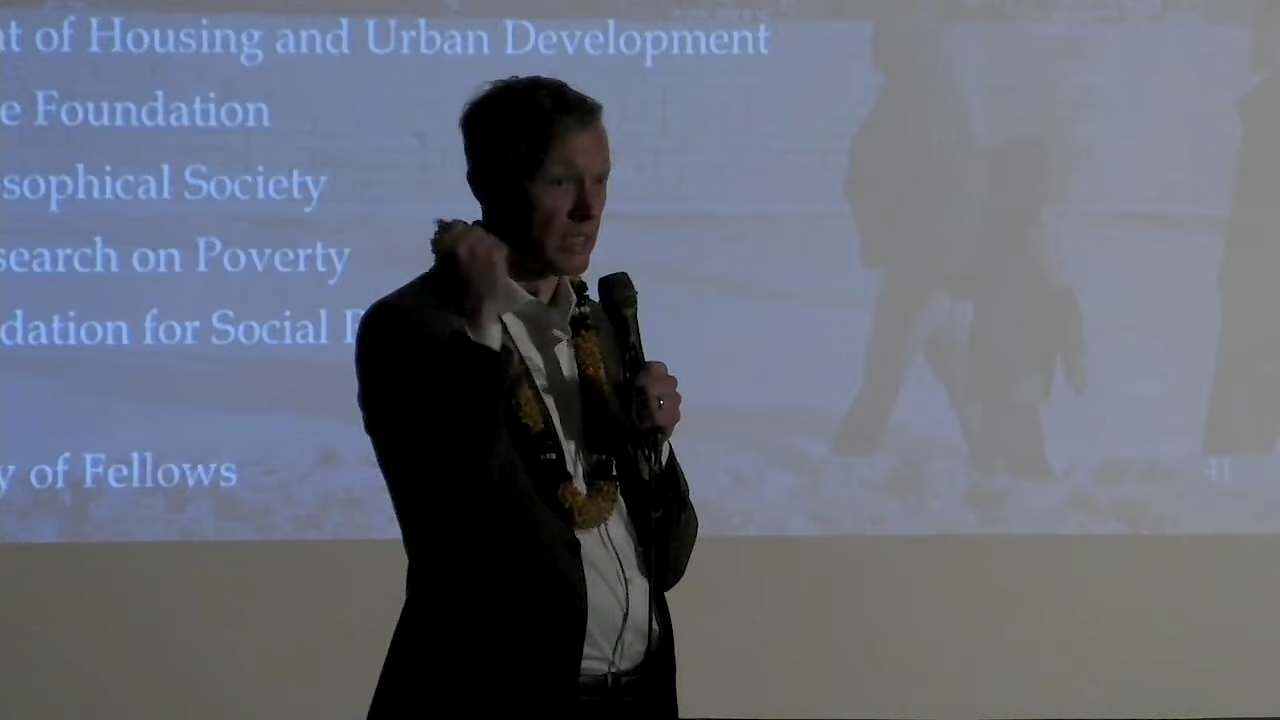 nt of Housing and Urban Development
e Foundation
sophical Society
search on Poverty
dation for Social
y of Fellows